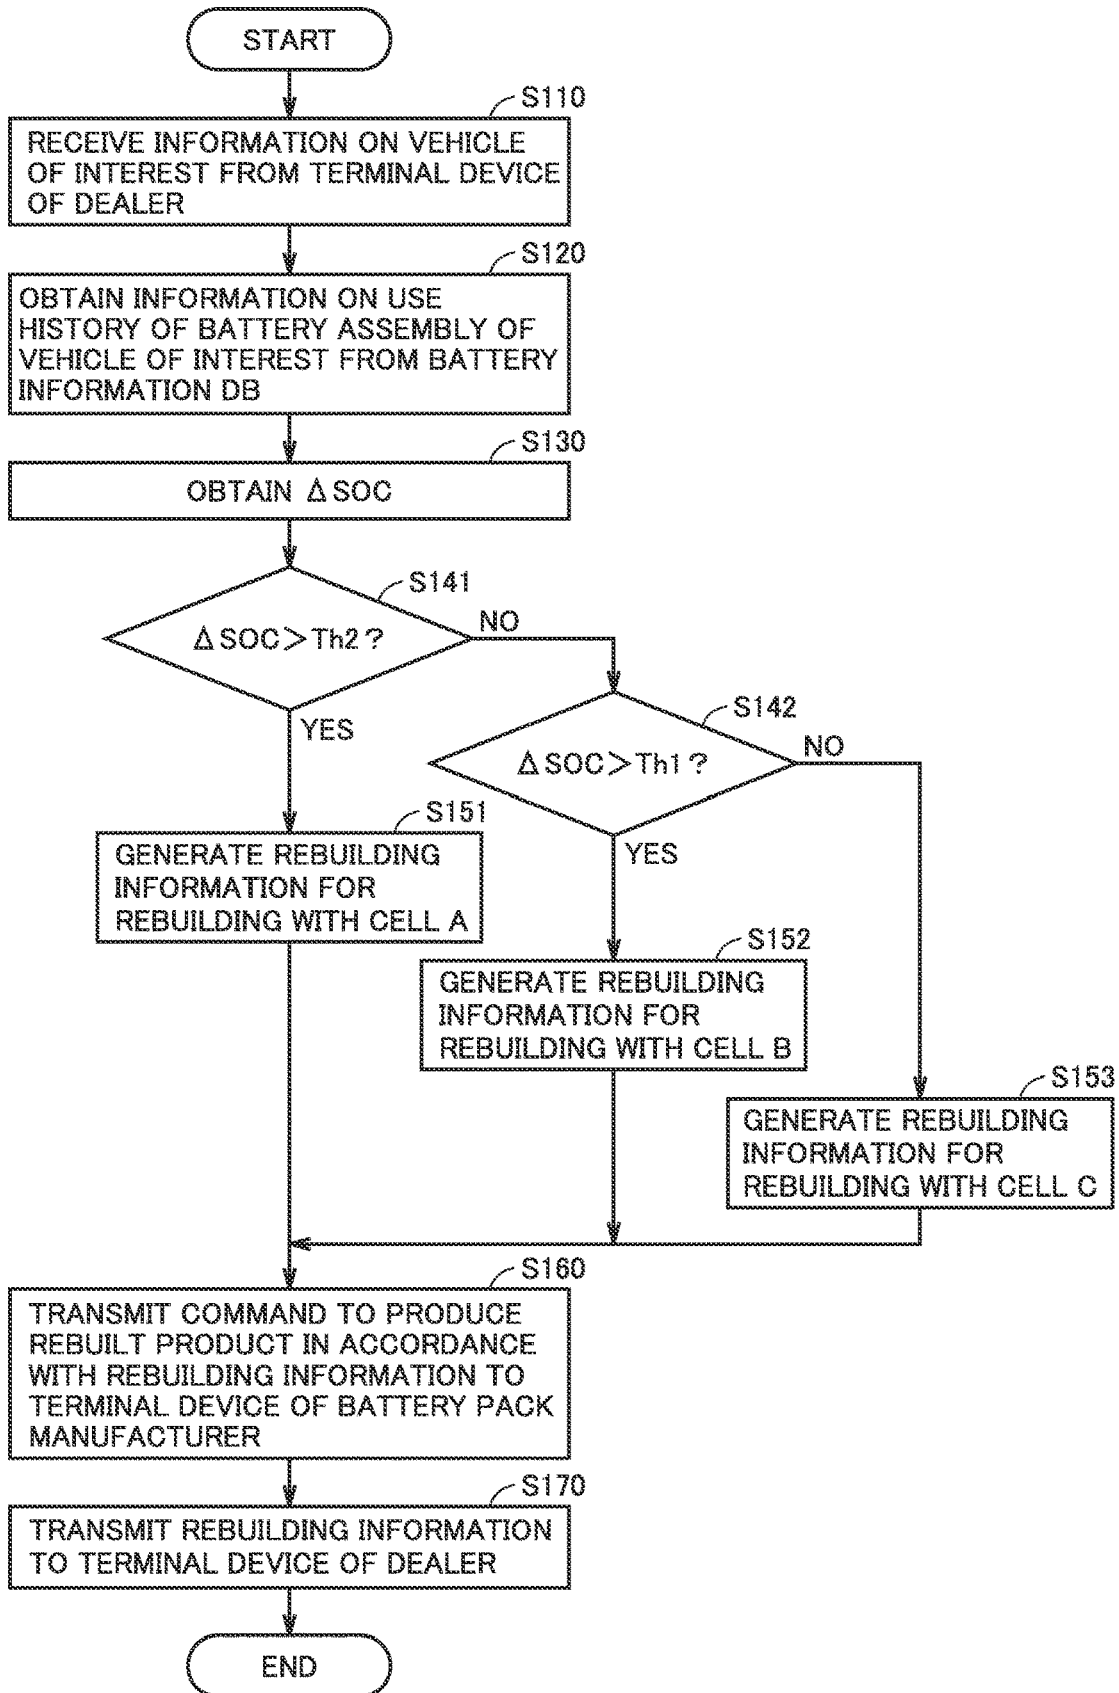 START
S110
RECEIVE INFORMATION ON VEHICLE
OF INTEREST FROM TERMINAL DEVICE
OF DEALER
S120
OBTAIN INFORMATION ON USE
HISTORY OF BATTERY ASSEMBLY OF
VEHICLE OF INTEREST FROM BATTERY
INFORMATION DB
S130
OBTAIN ΔSOC
S141
ΔSOC>Th2?
NO
YES
S142
ΔSOC>Th1?
NO
YES
S151
GENERATE REBUILDING
INFORMATION FOR
REBUILDING WITH CELL A
S152
GENERATE REBUILDING
INFORMATION FOR
REBUILDING WITH CELL B
S153
GENERATE REBUILDING
INFORMATION FOR
REBUILDING WITH CELL C
S160
TRANSMIT COMMAND TO PRODUCE
REBUILT PRODUCT IN ACCORDANCE
WITH REBUILDING INFORMATION TO
TERMINAL DEVICE OF BATTERY PACK
MANUFACTURER
S170
TRANSMIT REBUILDING INFORMATION
TO TERMINAL DEVICE OF DEALER
END